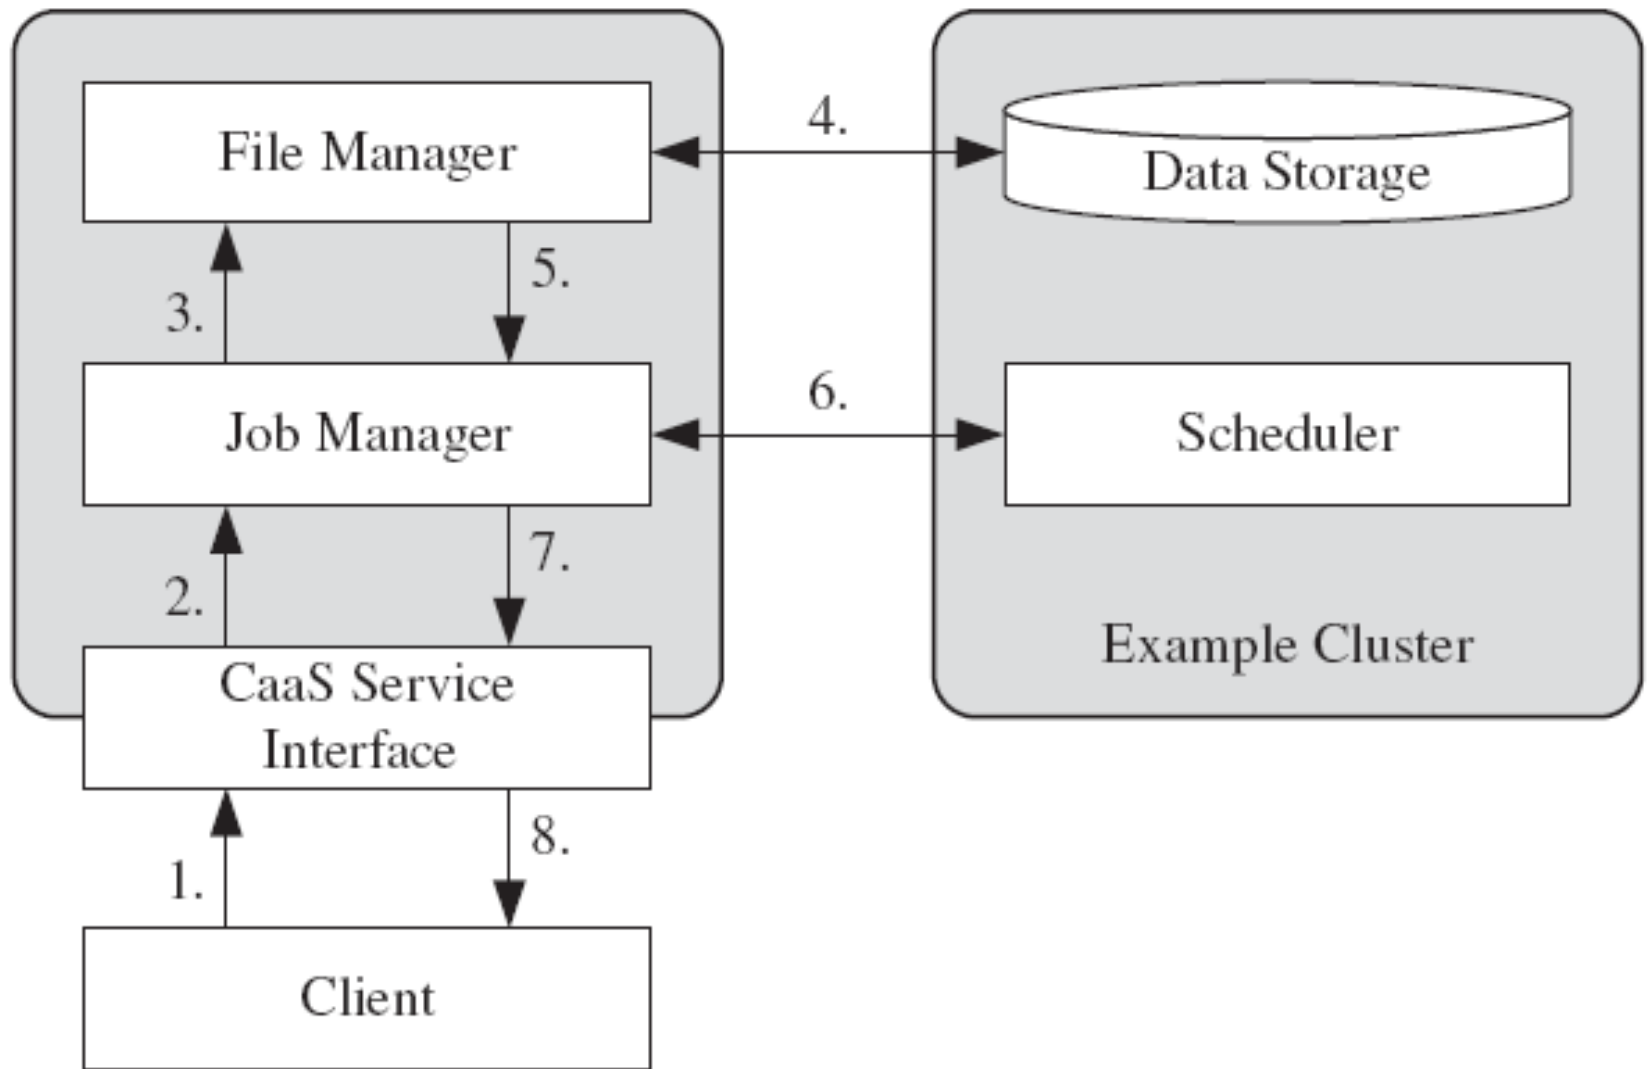 File Manager
4.
Data Storage
3.
5.
Job Manager
6.
Scheduler
2.
7.
CaaS Service
Interface
Example Cluster
1.
8.
Client